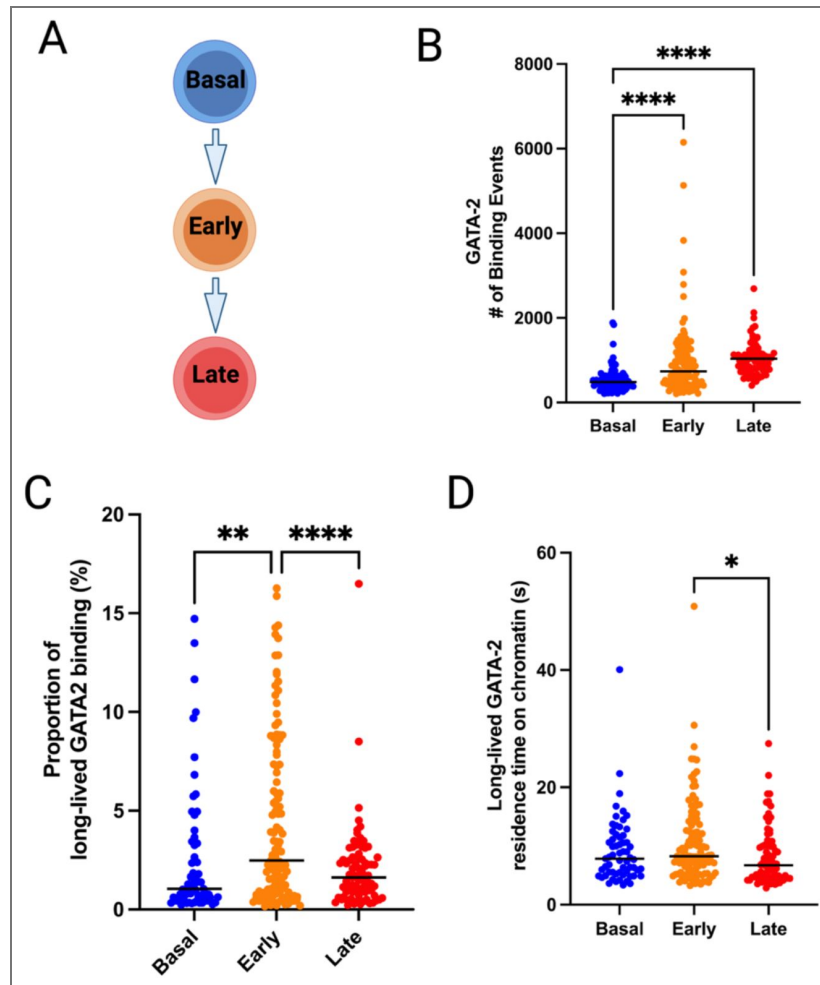 A
Basal
Early
Late
B
GATA-2
# of Binding Events
8000
6000
4000
2000
0
****
****
Basal Early Late
C
Proportion of
long-lived GATA2 binding (%)
20
15
10
5
0
** ****
Basal Early Late
D
Long-lived GATA-2
residence time on chromatin (s)
60
40
20
0
*
Basal Early Late